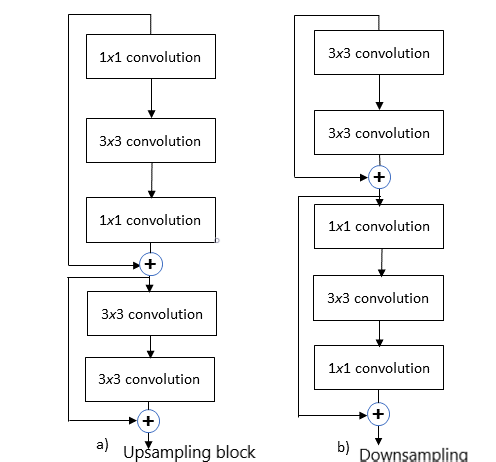 1x1 convolution
3x3 convolution
1x1 convolution
+
3x3 convolution
3x3 convolution
+
a) Upsampling block
3x3 convolution
3x3 convolution
+
1x1 convolution
3x3 convolution
1x1 convolution
+
b) Downsampling